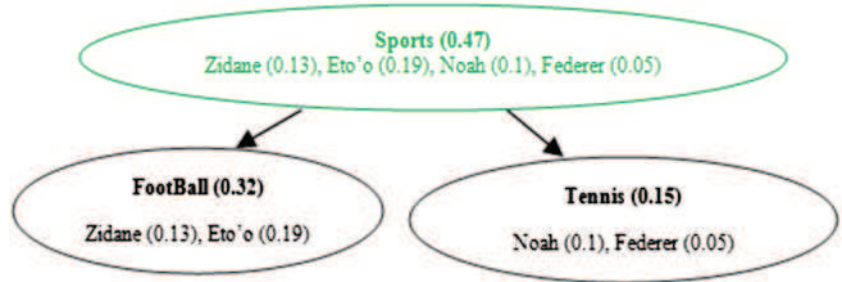 Sports (0.47)
Zidane (0.13), Eto’o (0.19), Noah (0.1), Federer (0.05)
FootBall (0.32)
Zidane (0.13), Eto’o (0.19)
Tennis (0.15)
Noah (0.1), Federer (0.05)